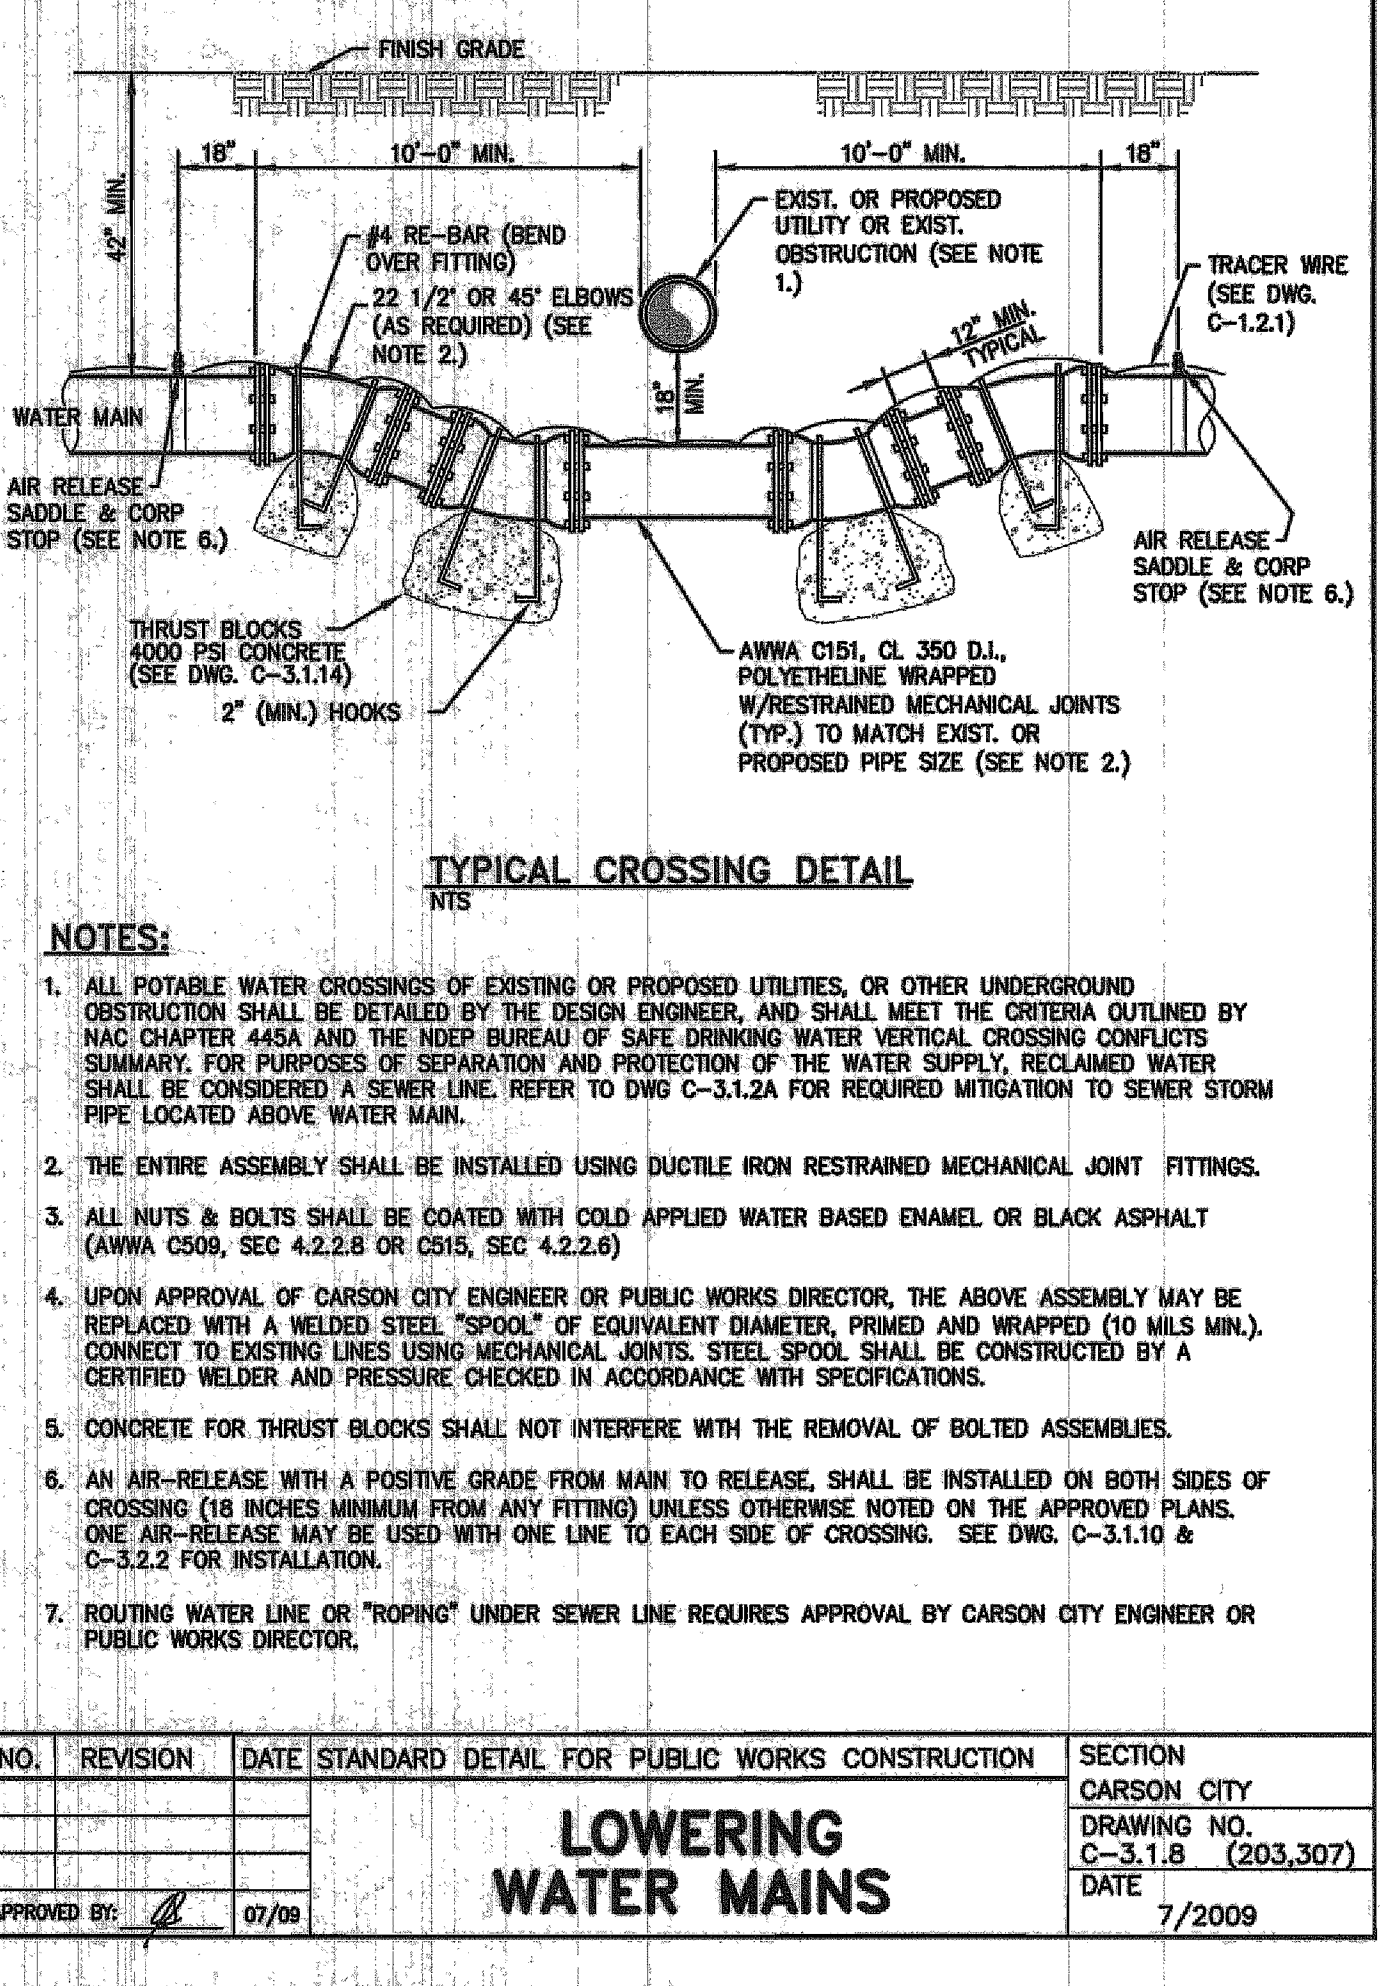 FINISH GRADE
18"
10'-0" MIN.
10'-0" MIN.
18"
42" MIN.
EXIST. OR PROPOSED
UTILITY OR EXIST.
OBSTRUCTION (SEE NOTE
1.)
#4 RE-BAR (BEND
OVER FITTING)
22 1/2° OR 45° ELBOWS
(AS REQUIRED) (SEE
NOTE 2.)
TRACER WIRE
(SEE DWG.
C-1.2.1)
12" MIN.
TYPICAL
18"
MIN.
WATER MAIN
AIR RELEASE
SADDLE & CORP
STOP (SEE NOTE 6.)
AIR RELEASE
SADDLE & CORP
STOP (SEE NOTE 6.)
THRUST BLOCKS
4000 PSI CONCRETE
(SEE DWG. C-3.1.14)
2" (MIN.) HOOKS
AWWA C151, CL 350 D.I.,
POLYETHELINE WRAPPED
W/RESTRAINED MECHANICAL JOINTS
(TYP.) TO MATCH EXIST. OR
PROPOSED PIPE SIZE (SEE NOTE 2.)
TYPICAL CROSSING DETAIL
NTS
NOTES:
1. ALL POTABLE WATER CROSSINGS OF EXISTING OR PROPOSED UTILITIES, OR OTHER UNDERGROUND
OBSTRUCTION SHALL BE DETAILED BY THE DESIGN ENGINEER, AND SHALL MEET THE CRITERIA OUTLINED BY
NAC CHAPTER 445A AND THE NDEP BUREAU OF SAFE DRINKING WATER VERTICAL CROSSING CONFLICTS
SUMMARY. FOR PURPOSES OF SEPARATION AND PROTECTION OF THE WATER SUPPLY, RECLAIMED WATER
SHALL BE CONSIDERED A SEWER LINE. REFER TO DWG C-3.1.2A FOR REQUIRED MITIGATIION TO SEWER STORM
PIPE LOCATED ABOVE WATER MAIN.
2. THE ENTIRE ASSEMBLY SHALL BE INSTALLED USING DUCTILE IRON RESTRAINED MECHANICAL JOINT FITTINGS.
3. ALL NUTS & BOLTS SHALL BE COATED WITH COLD APPLIED WATER BASED ENAMEL OR BLACK ASPHALT
(AWWA C509, SEC 4.2.2.8 OR C515, SEC 4.2.2.6)
4. UPON APPROVAL OF CARSON CITY ENGINEER OR PUBLIC WORKS DIRECTOR, THE ABOVE ASSEMBLY MAY BE
REPLACED WITH A WELDED STEEL "SPOOL" OF EQUIVALENT DIAMETER, PRIMED AND WRAPPED (10 MILS MIN.).
CONNECT TO EXISTING LINES USING MECHANICAL JOINTS. STEEL SPOOL SHALL BE CONSTRUCTED BY A
CERTIFIED WELDER AND PRESSURE CHECKED IN ACCORDANCE WITH SPECIFICATIONS.
5. CONCRETE FOR THRUST BLOCKS SHALL NOT INTERFERE WITH THE REMOVAL OF BOLTED ASSEMBLIES.
6. AN AIR-RELEASE WITH A POSITIVE GRADE FROM MAIN TO RELEASE, SHALL BE INSTALLED ON BOTH SIDES OF
CROSSING (18 INCHES MINIMUM FROM ANY FITTING) UNLESS OTHERWISE NOTED ON THE APPROVED PLANS.
ONE AIR-RELEASE MAY BE USED WITH ONE LINE TO EACH SIDE OF CROSSING. SEE DWG. C-3.1.10 &
C-3.2.2 FOR INSTALLATION.
7. ROUTING WATER LINE OR "ROPING" UNDER SEWER LINE REQUIRES APPROVAL BY CARSON CITY ENGINEER OR
PUBLIC WORKS DIRECTOR.
NO. REVISION DATE
STANDARD DETAIL FOR PUBLIC WORKS CONSTRUCTION
LOWERING
WATER MAINS
SECTION
CARSON CITY
DRAWING NO.
C-3.1.8 (203,307)
DATE
7/2009
PPROVED BY: 07/09